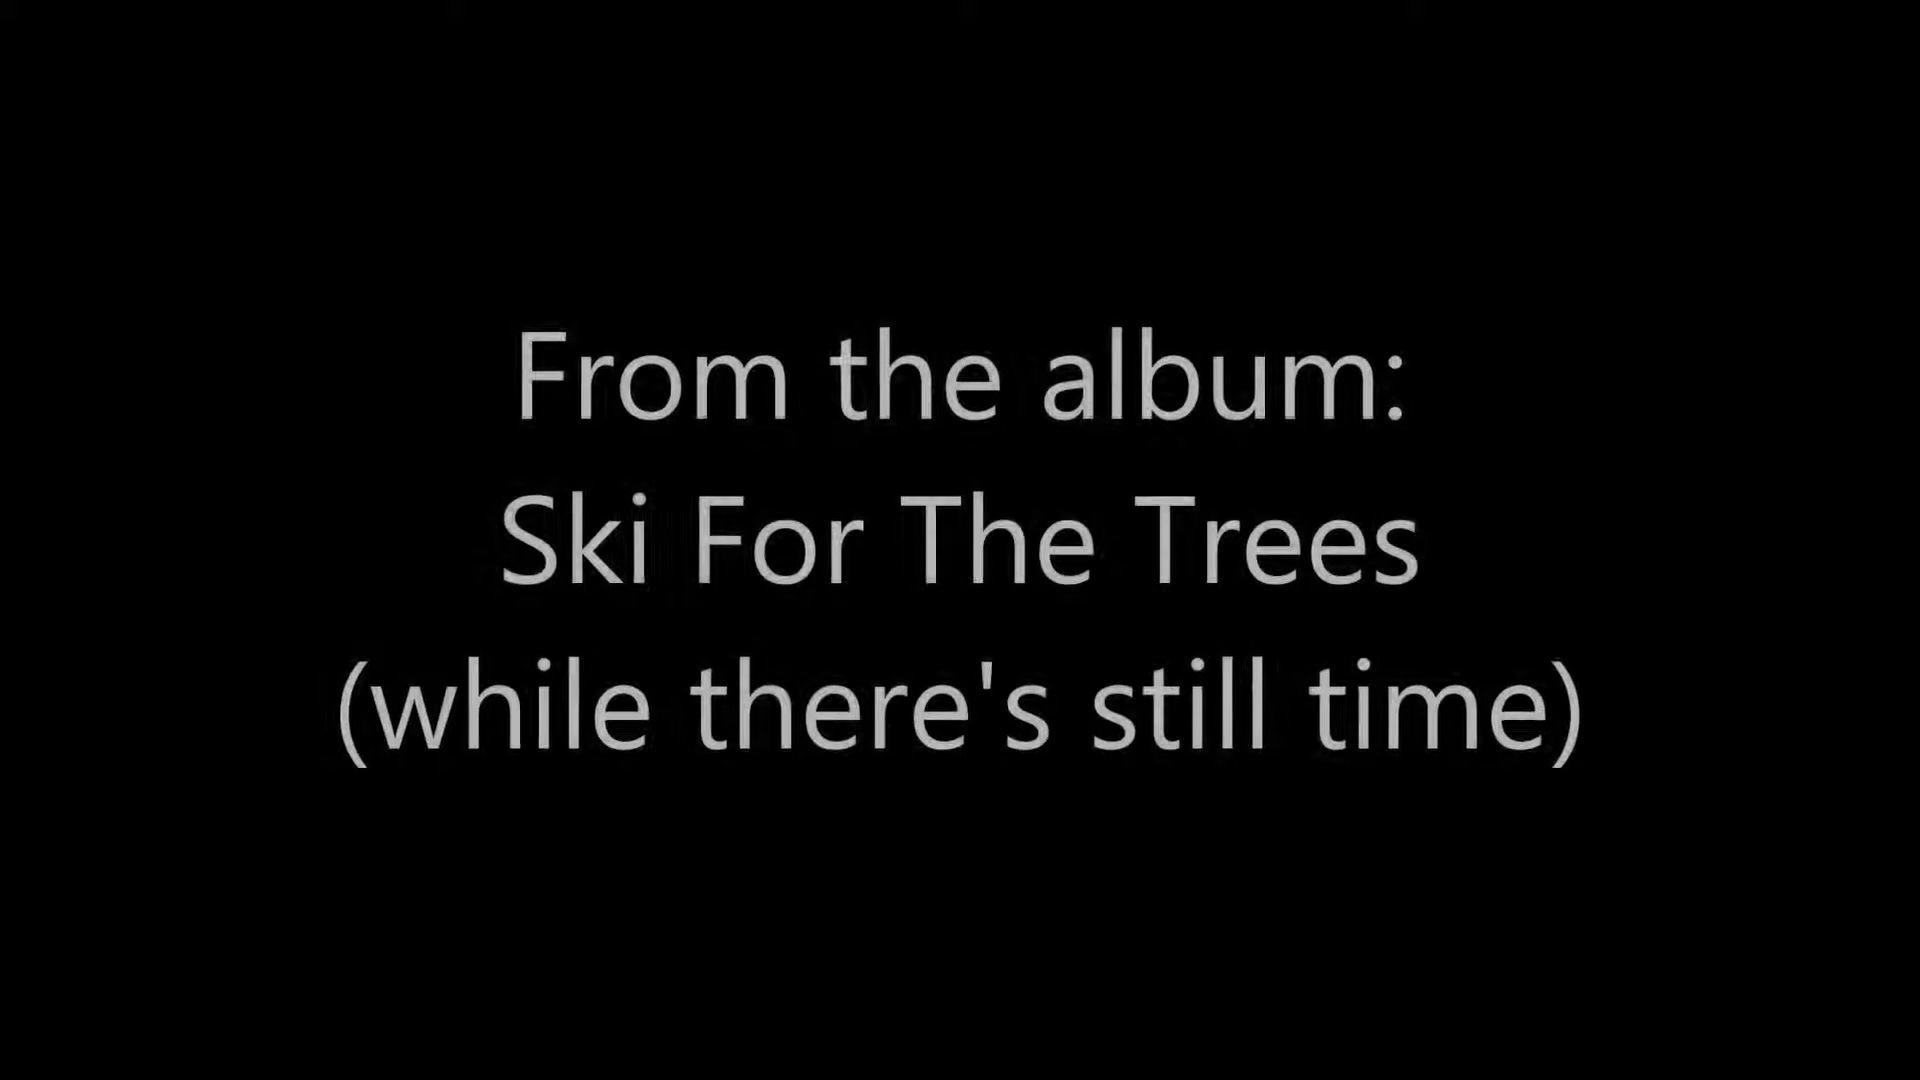 From the album:
Ski For The Trees
(while there's still time)